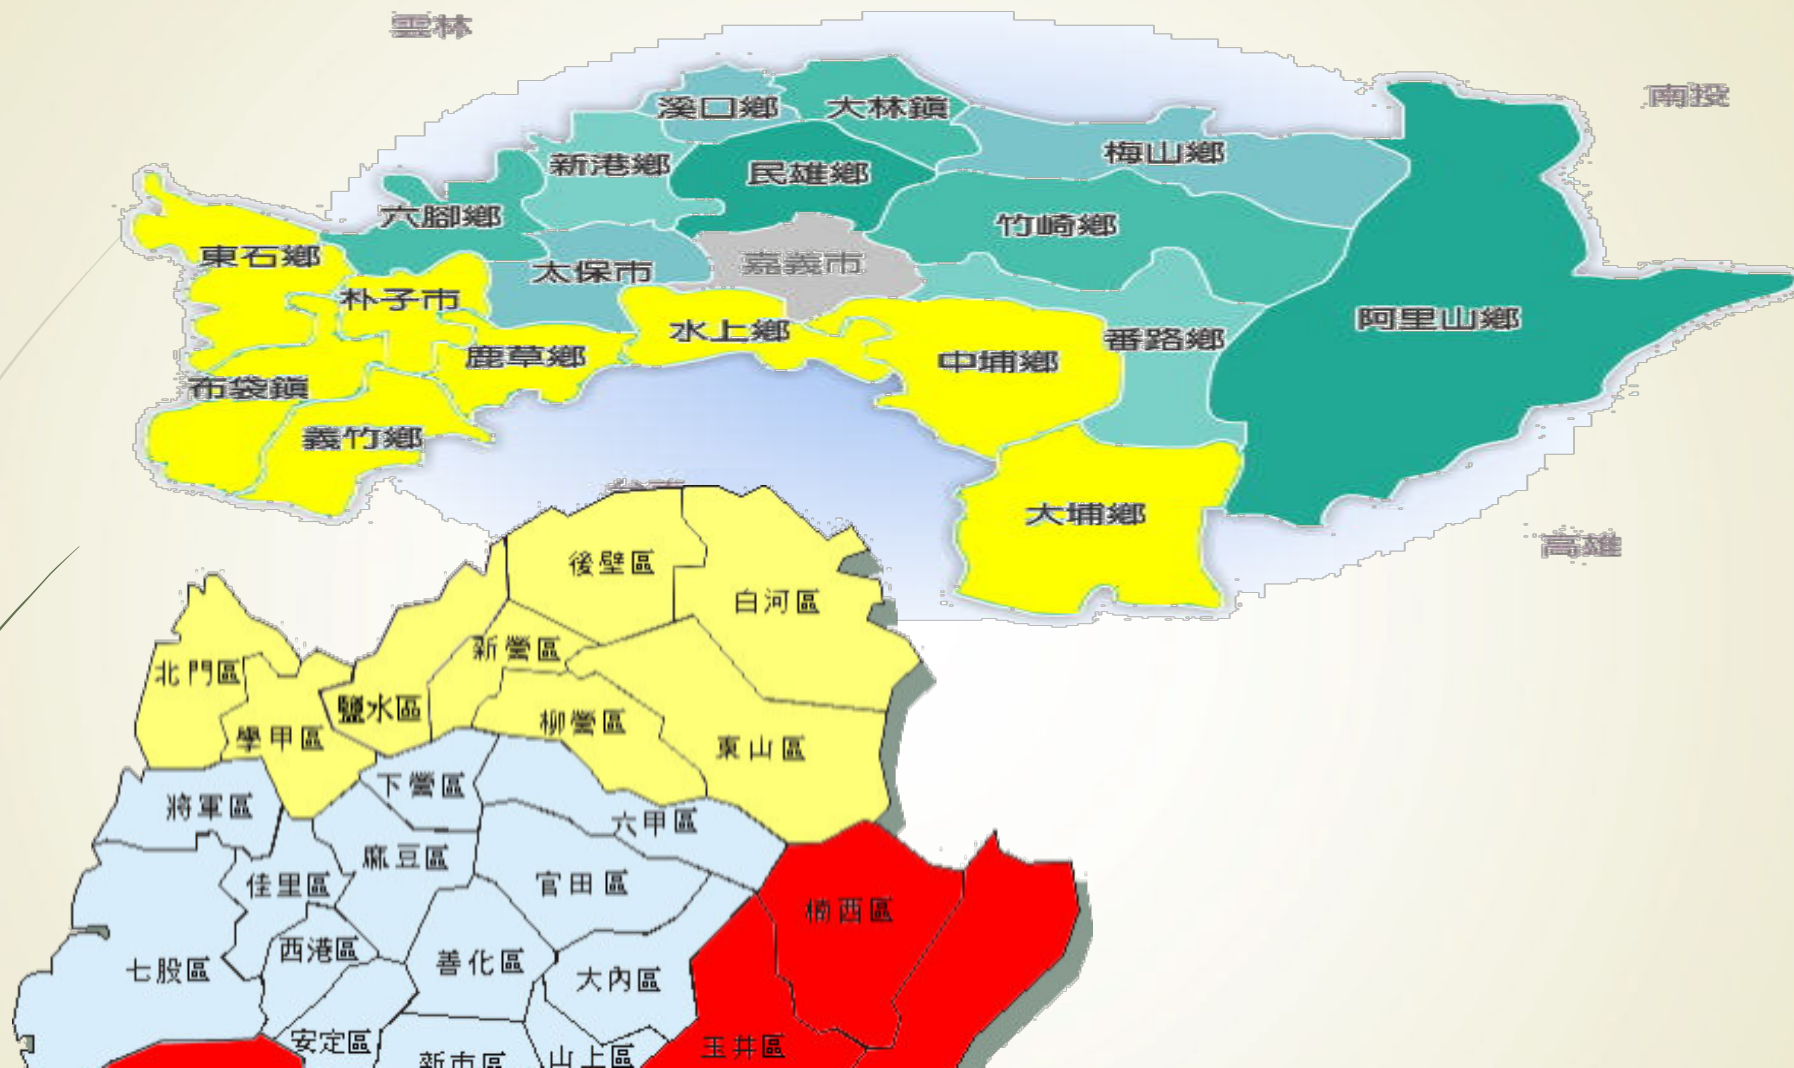 雲林
南投
溪口鄉
大林鎮
新港鄉
民雄鄉
梅山鄉
六腳鄉
竹崎鄉
東石鄉
太保市
嘉義市
朴子市
水上鄉
阿里山鄉
鹿草鄉
中埔鄉
番路鄉
布袋鎮
義竹鄉
大埔鄉
高雄
後壁區
白河區
新營區
北門區
鹽水區
柳營區
學甲區
東山區
下營區
將軍區
六甲區
麻豆區
佳里區
官田區
楠西區
西港區
善化區
七股區
大內區
安定區
玉井區
新市區
山上區